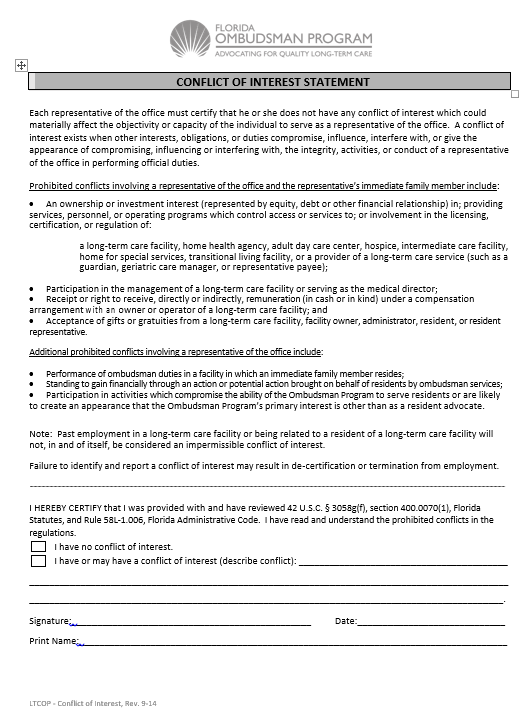 FLORIDA
OMBUDSMAN PROGRAM
ADVOCATING FOR QUALITY LONG-TERM CARE
CONFLICT OF INTEREST STATEMENT
Each representative of the office must certify that he or she does not have any conflict of interest which could
materially affect the objectivity or capacity of the individual to serve as a representative of the office. A conflict of
interest exists when other interests, obligations, or duties compromise, influence, interfere with, or give the
appearance of compromising, influencing or interfering with, the integrity, activities, or conduct of a representative
of the office in performing official duties.
Prohibited conflicts involving a representative of the office and the representative's immediate family member include:
• An ownership or investment interest (represented by equity, debt or other financial relationship) in; providing
services, personnel, or operating programs which control access or services to; or involvement in the licensing,
certification, or regulation of:
a long-term care facility, home health agency, adult day care center, hospice, intermediate care facility,
home for special services, transitional living facility, or a provider of a long-term care service (such as a
guardian, geriatric care manager, or representative payee);
• Participation in the management of a long-term care facility or serving as the medical director;
• Receipt or right to receive, directly or indirectly, remuneration (in cash or in kind) under a compensation
arrangement with an owner or operator of a long-term care facility; and
• Acceptance of gifts or gratuities from a long-term care facility, facility owner, administrator, resident, or resident
representative.
Additional prohibited conflicts involving a representative of the office include:
• Performance of ombudsman duties in a facility in which an immediate family member resides;
• Standing to gain financially through an action or potential action brought on behalf of residents by ombudsman services;
• Participation in activities which compromise the ability of the Ombudsman Program to serve residents or are likely
to create an appearance that the Ombudsman Program's primary interest is other than as a resident advocate.
Note: Past employment in a long-term care facility or being related to a resident of a long-term care facility will
not, in and of itself, be considered an impermissible conflict of interest.
Failure to identify and report a conflict of interest may result in de-certification or termination from employment.
I HEREBY CERTIFY that I was provided with and have reviewed 42 U.S.C. § 3058g(f), section 400.0070(1), Florida
Statutes, and Rule 58L-1.006, Florida Administrative Code. I have read and understand the prohibited conflicts in the
regulations.
I have no conflict of interest.
I have or may have a conflict of interest (describe conflict):
Signature: Date:
Print Name:
LTCOP - Conflict of Interest, Rev. 9-14